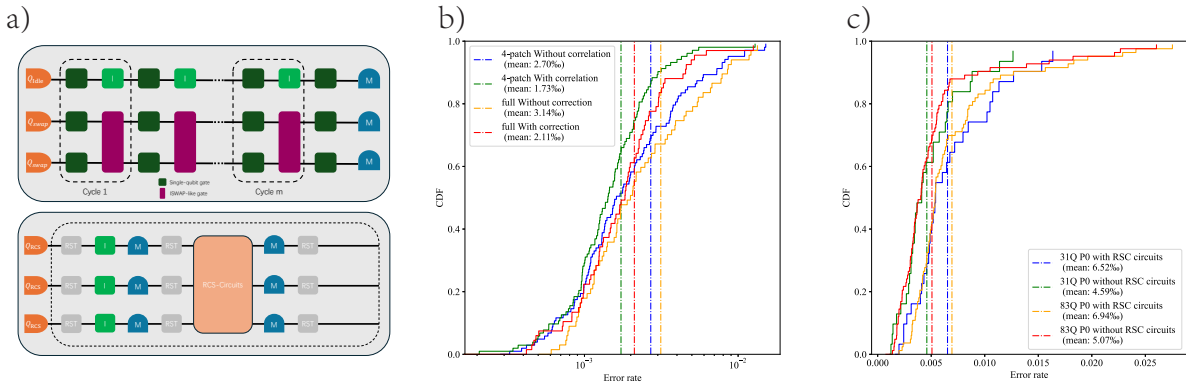 a)
Q_Idle
I
I
I
M
Q_swap
M
Q_swap
M
Cycle 1
Single-qubit gate
iSWAP-like gate
Cycle m
Q_RCS
RST
I
M
RST
M
RST
Q_RCS
RST
I
M
RST
RCS-Circuits
M
RST
Q_RCS
RST
I
M
RST
M
RST
b)
1.0
0.8
0.6
0.4
0.2
0.0
CDF
4-patch Without correlation
(mean: 2.70‰)
4-patch With correlation
(mean: 1.73‰)
full Without correction
(mean: 3.14‰)
full With correction
(mean: 2.11‰)
10⁻³
10⁻²
Error rate
c)
1.0
0.8
0.6
0.4
0.2
0.0
CDF
31Q P0 with RSC circuits
(mean: 6.52‰)
31Q P0 without RSC circuits
(mean: 4.59‰)
83Q P0 with RSC circuits
(mean: 6.94‰)
83Q P0 without RSC circuits
(mean: 5.07‰)
0.000 0.005 0.010 0.015 0.020 0.025
Error rate